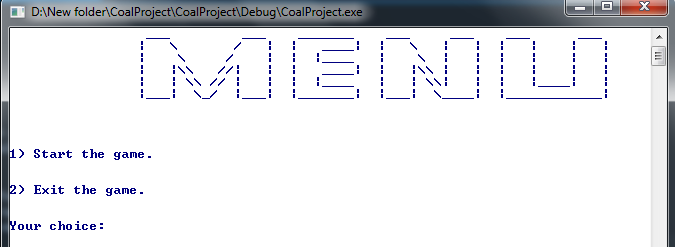 D:\New folder\CoalProject\CoalProject\Debug\CoalProject.exe
MENU
1) Start the game.
2) Exit the game.
Your choice: